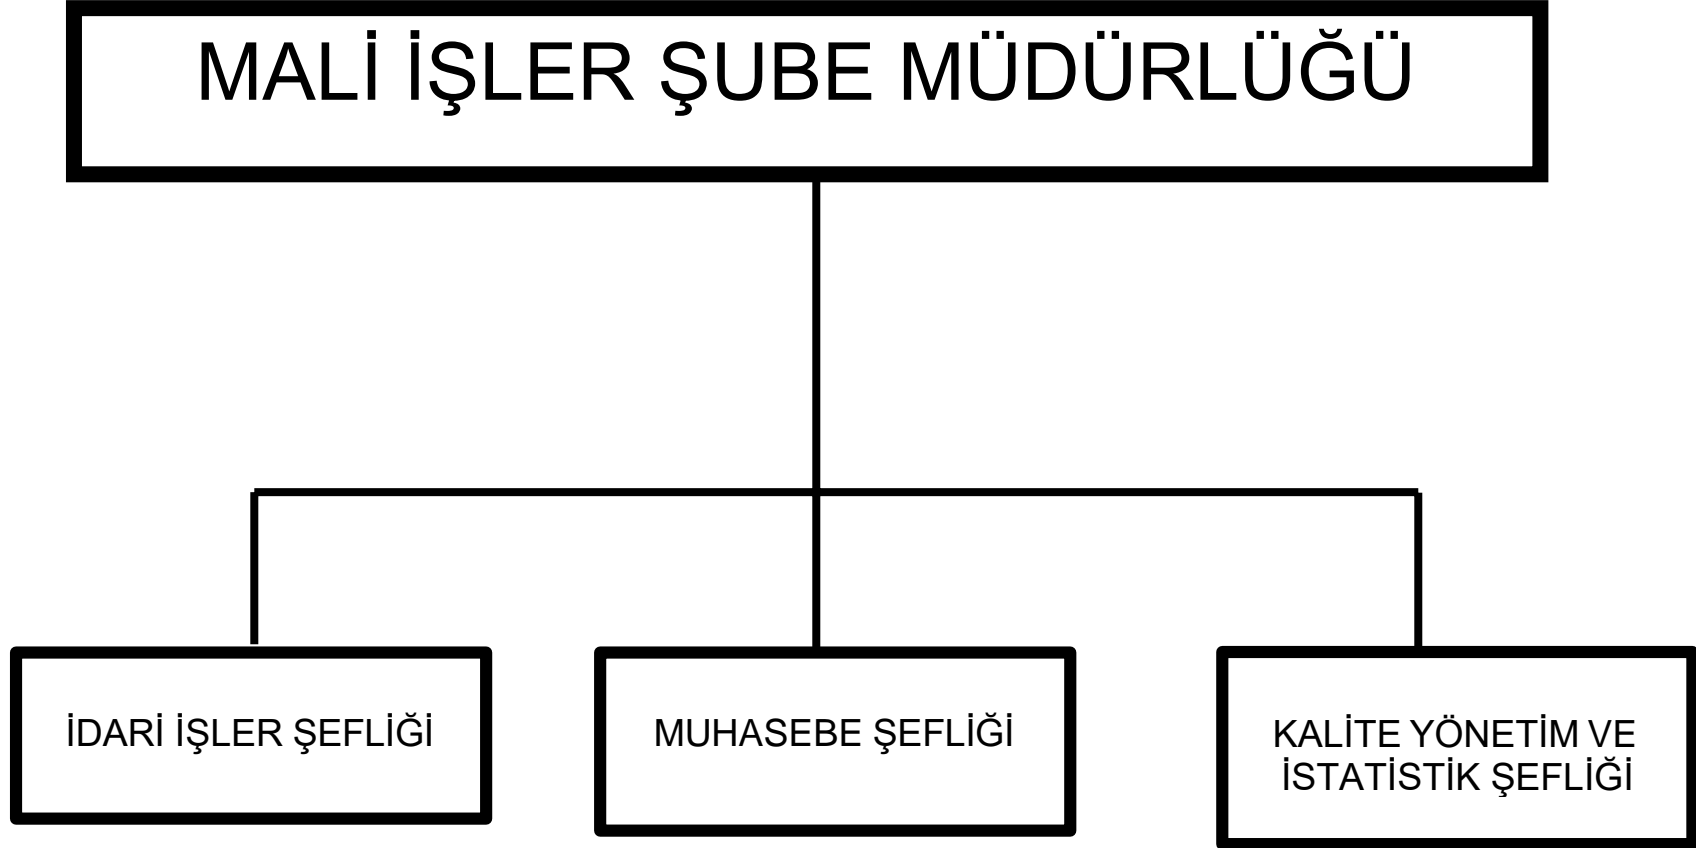 MALİ İŞLER ŞUBE MÜDÜRLÜĞÜ
İDARİ İŞLER ŞEFLİĞİ
MUHASEBE ŞEFLİĞİ
KALİTE YÖNETİM VE
İSTATİSTİK ŞEFLİĞİ